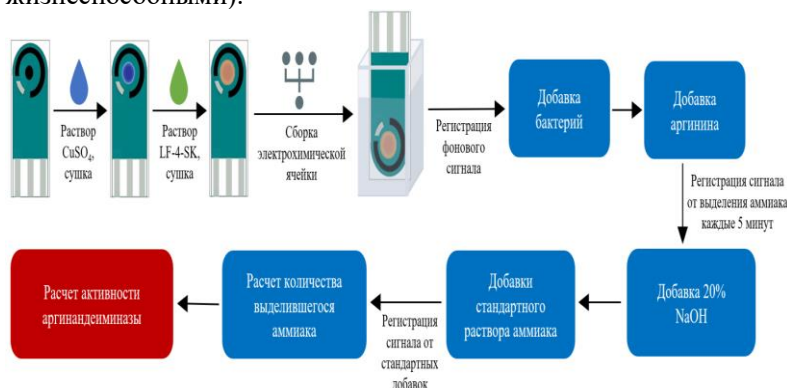 жизнеспособными).
Раствор
CuSO₄,
сушка
Раствор
LF-4-SK,
сушка
Сборка
электрохимической
ячейки
Регистрация
фонового
сигнала
Добавка
бактерий
Добавка
аргинина
Регистрация сигнала
от выделения аммиака
каждые 5 минут
Добавка 20%
NaOH
Добавки
стандартного
раствора аммиака
Регистрация
сигнала от
стандартных
добавок
Расчет количества
выделившегося
аммиака
Расчет активности
аргинандеиминазы